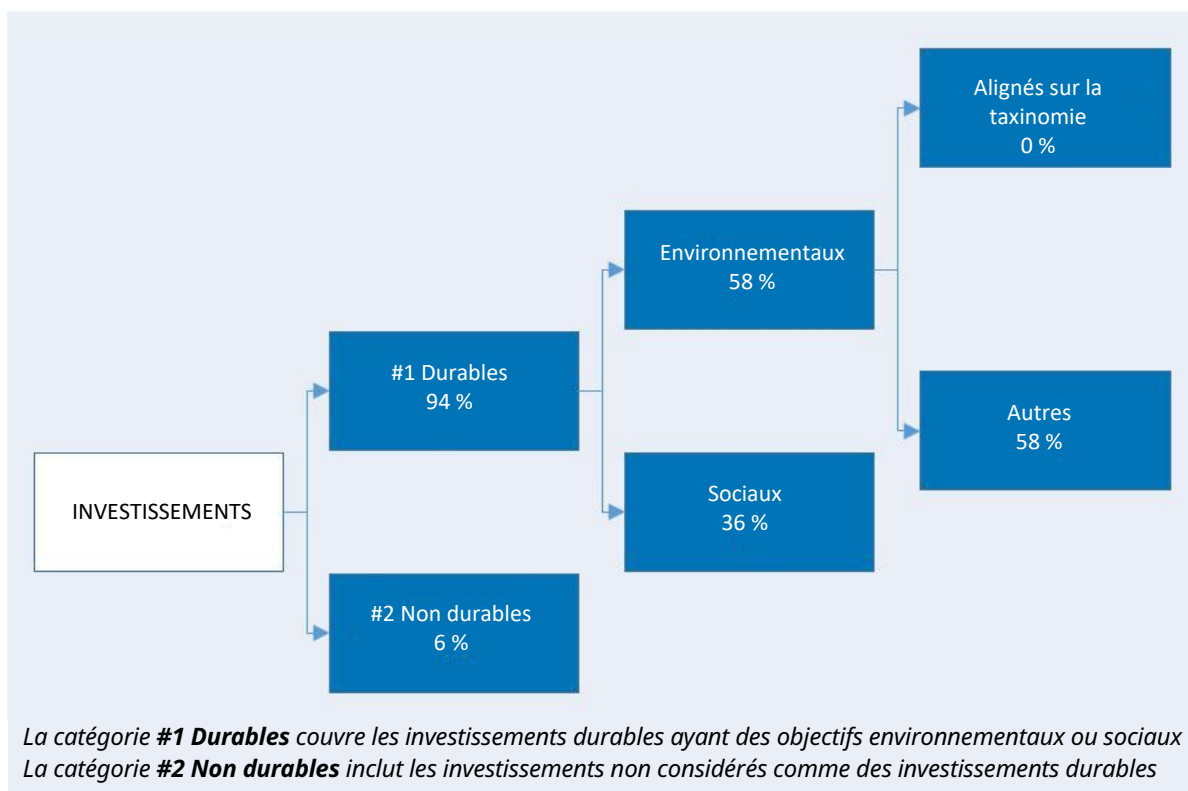 Alignés sur la
taxinomie
0 %
Environnementaux
58 %
#1 Durables
94 %
Autres
58 %
INVESTISSEMENTS
Sociaux
36 %
#2 Non durables
6 %
La catégorie #1 Durables couvre les investissements durables ayant des objectifs environnementaux ou sociaux
La catégorie #2 Non durables inclut les investissements non considérés comme des investissements durables